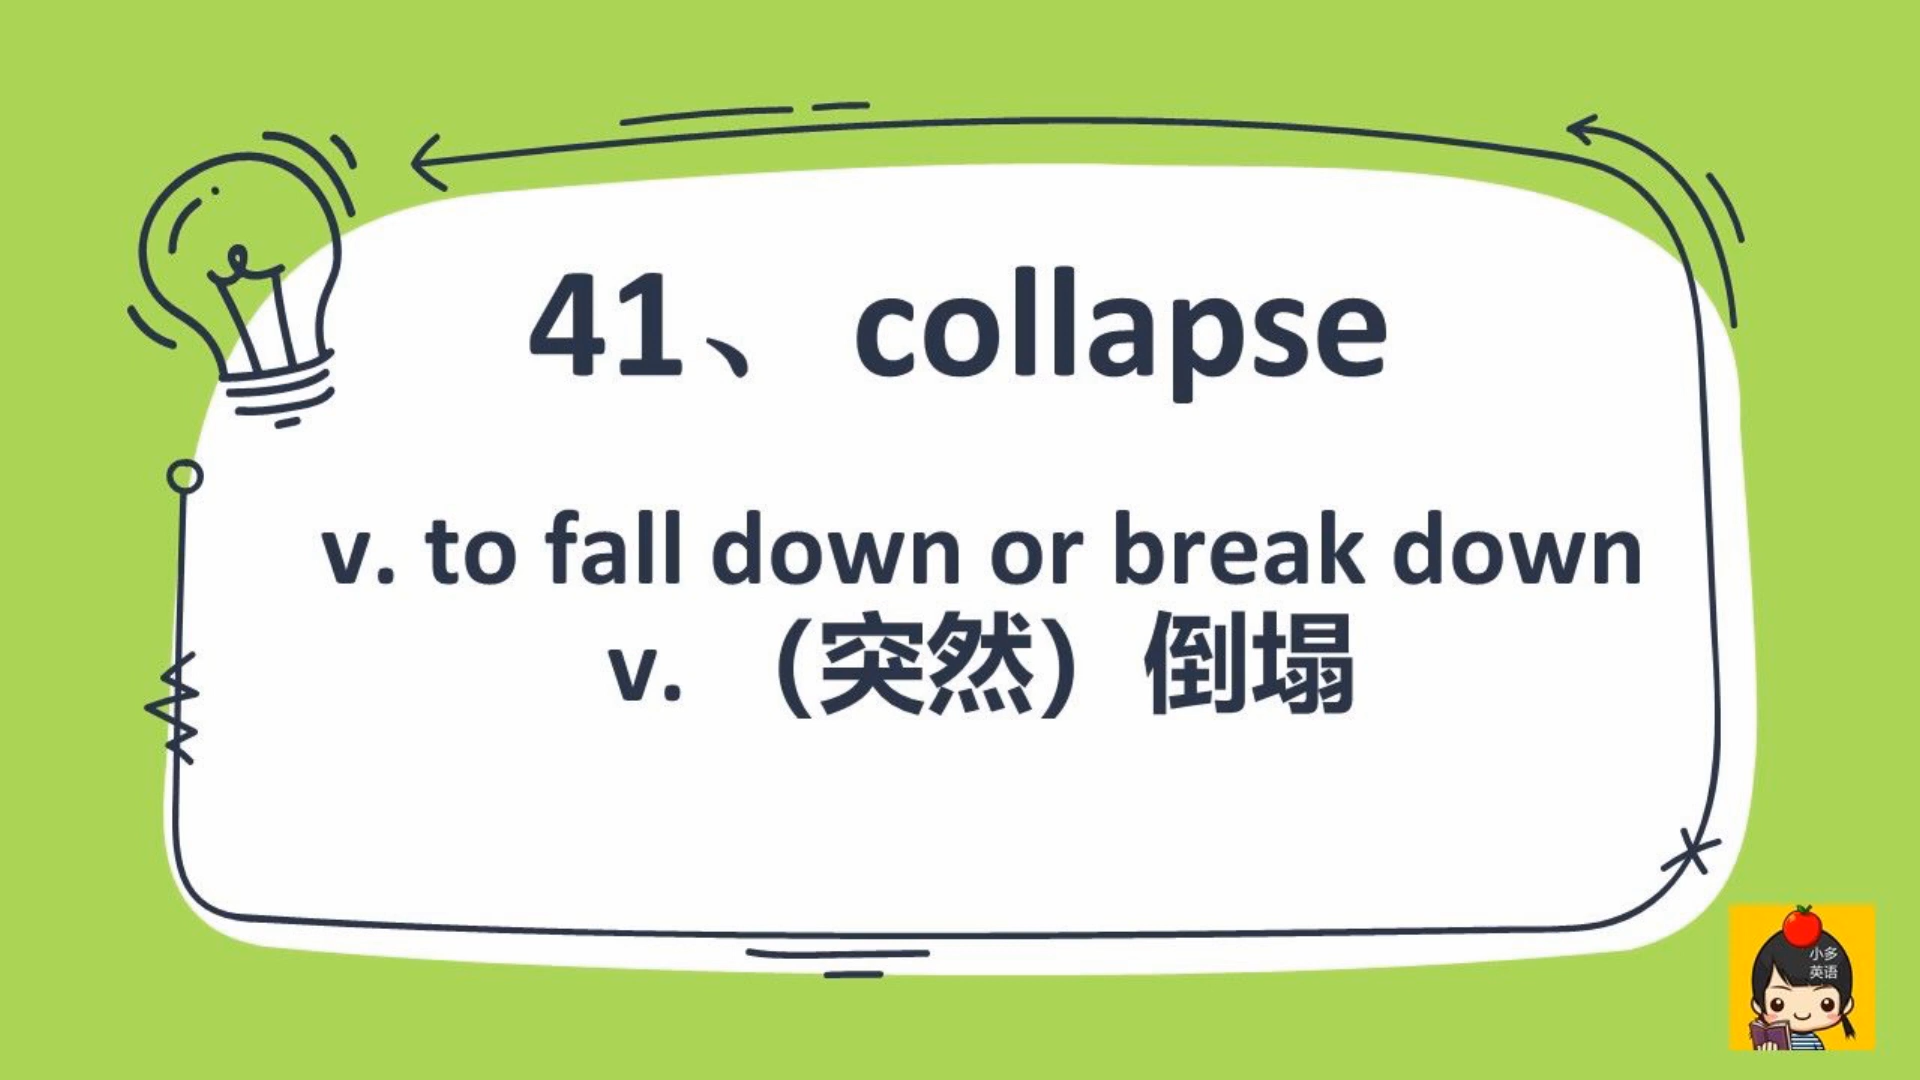 41、collapse
v. to fall down or break down
v. （突然）倒塌
小多
英语